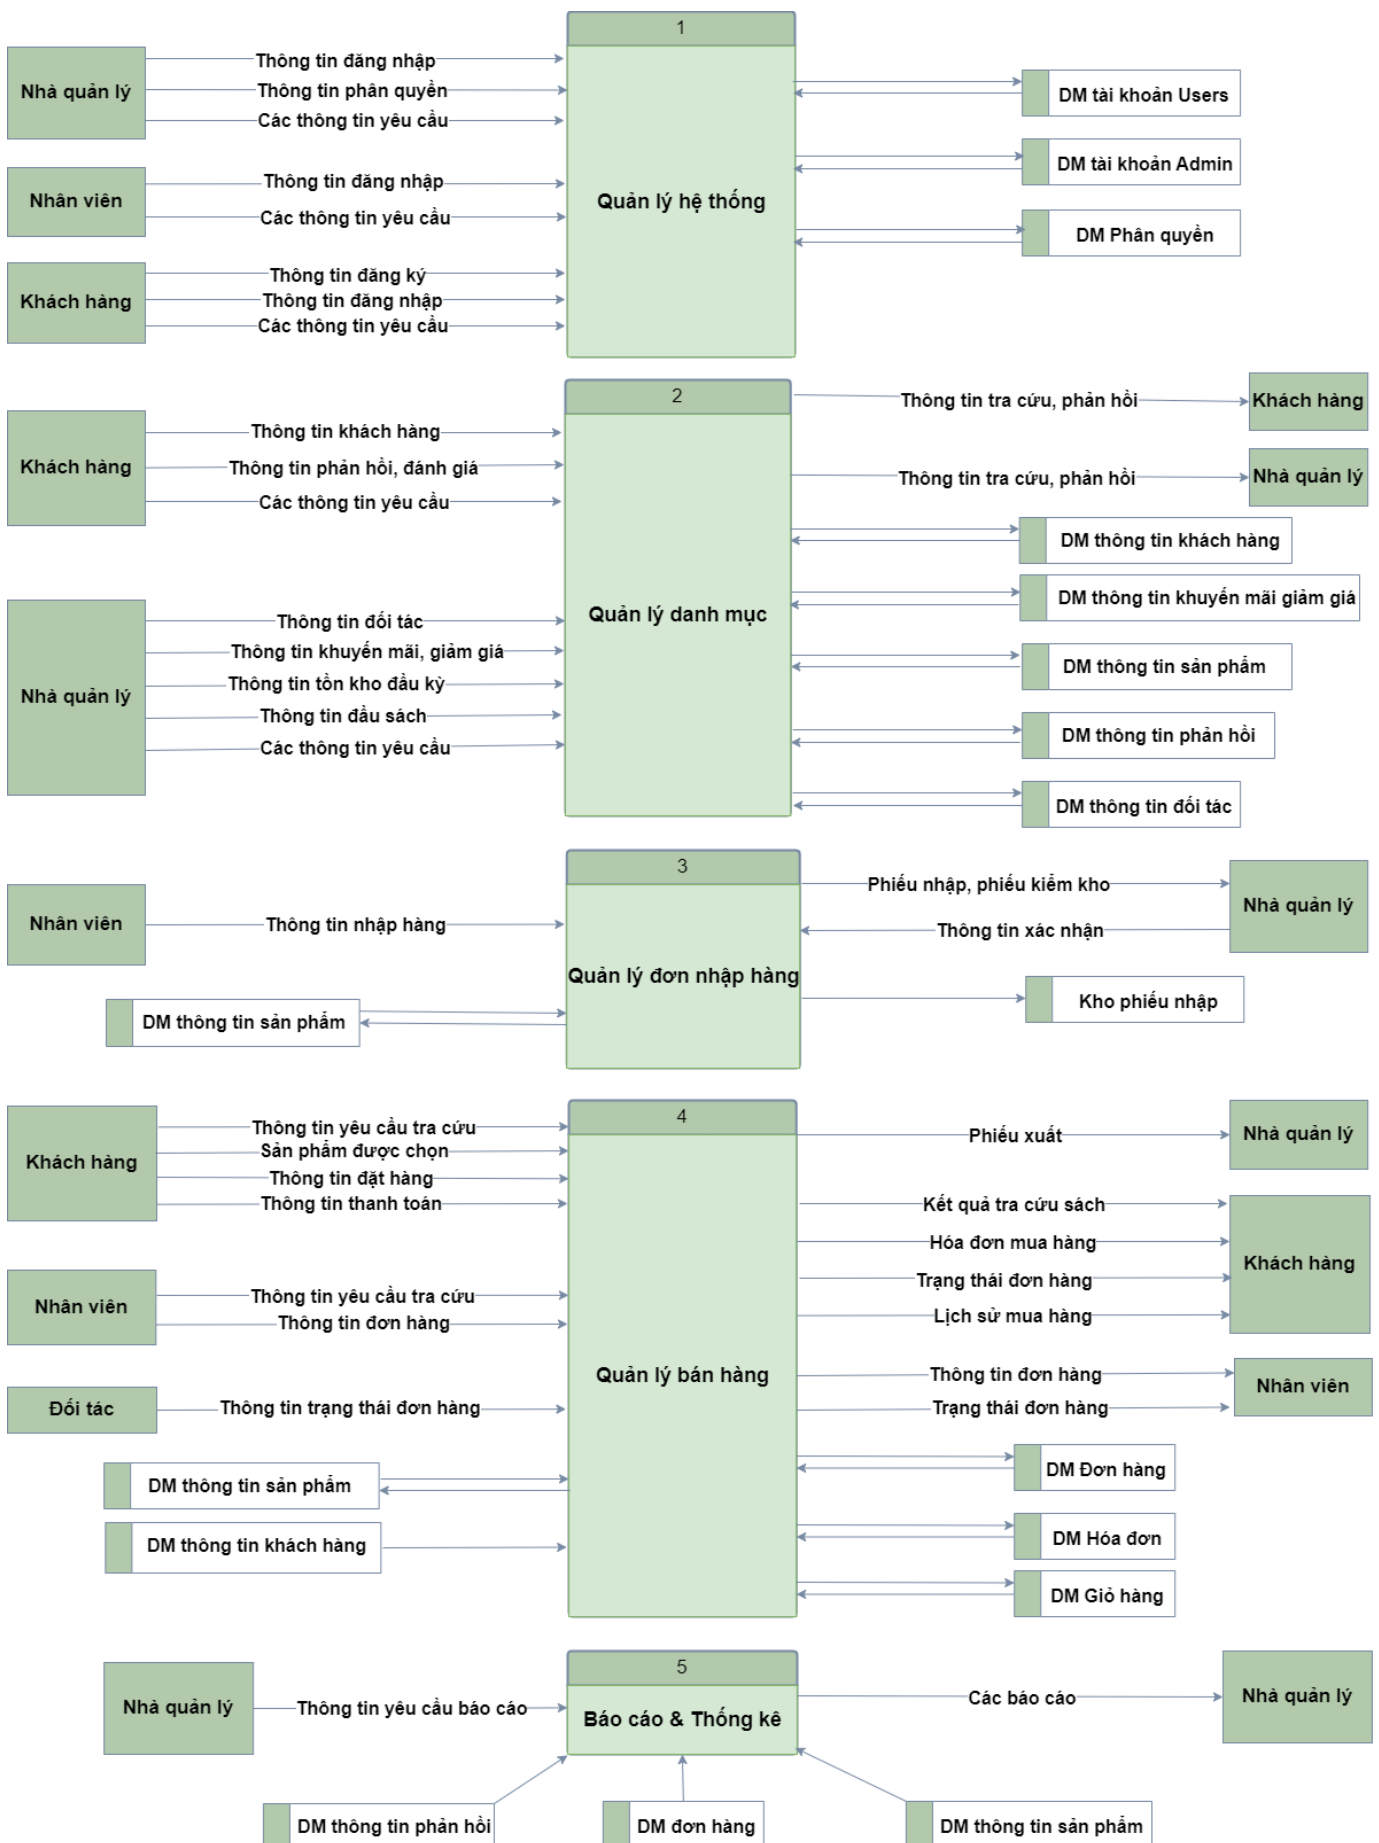 1
Nhà quản lý
Thông tin đăng nhập
Thông tin phân quyền
Các thông tin yêu cầu
Nhân viên
Thông tin đăng nhập
Các thông tin yêu cầu
Khách hàng
Thông tin đăng ký
Thông tin đăng nhập
Các thông tin yêu cầu
Quản lý hệ thống
DM tài khoản Users
DM tài khoản Admin
DM Phân quyền
2
Khách hàng
Thông tin khách hàng
Thông tin phản hồi, đánh giá
Các thông tin yêu cầu
Nhà quản lý
Thông tin đối tác
Thông tin khuyến mãi, giảm giá
Thông tin tồn kho đầu kỳ
Thông tin đầu sách
Các thông tin yêu cầu
Quản lý danh mục
Thông tin tra cứu, phản hồi
Khách hàng
Thông tin tra cứu, phản hồi
Nhà quản lý
DM thông tin khách hàng
DM thông tin khuyến mãi giảm giá
DM thông tin sản phẩm
DM thông tin phản hồi
DM thông tin đối tác
3
Nhân viên
Thông tin nhập hàng
DM thông tin sản phẩm
Quản lý đơn nhập hàng
Phiếu nhập, phiếu kiểm kho
Thông tin xác nhận
Nhà quản lý
Kho phiếu nhập
4
Khách hàng
Thông tin yêu cầu tra cứu
Sản phẩm được chọn
Thông tin đặt hàng
Thông tin thanh toán
Nhân viên
Thông tin yêu cầu tra cứu
Thông tin đơn hàng
Đối tác
Thông tin trạng thái đơn hàng
DM thông tin sản phẩm
DM thông tin khách hàng
Quản lý bán hàng
Phiếu xuất
Nhà quản lý
Kết quả tra cứu sách
Hóa đơn mua hàng
Trạng thái đơn hàng
Lịch sử mua hàng
Khách hàng
Thông tin đơn hàng
Trạng thái đơn hàng
Nhân viên
DM Đơn hàng
DM Hóa đơn
DM Giỏ hàng
5
Nhà quản lý
Thông tin yêu cầu báo cáo
Báo cáo & Thống kê
Các báo cáo
Nhà quản lý
DM thông tin phản hồi
DM đơn hàng
DM thông tin sản phẩm